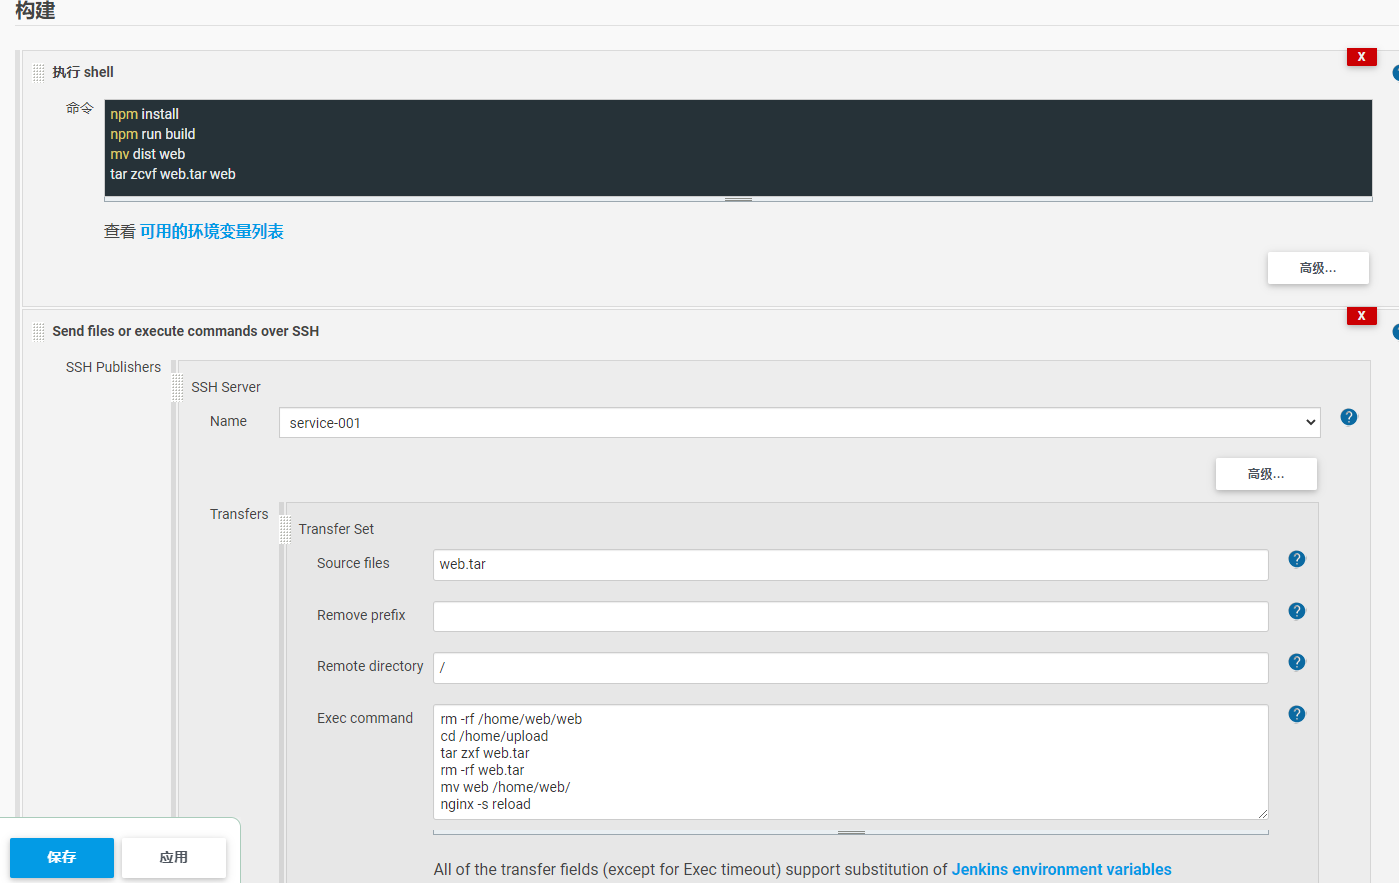 构建
执行 shell
X
命令
npm install
npm run build
mv dist web
tar zcvf web.tar web
查看 可用的环境变量列表
高级...
Send files or execute commands over SSH
X
SSH Publishers
SSH Server
Name
service-001
?
高级...
Transfers
Transfer Set
Source files
web.tar
?
Remove prefix
?
Remote directory
/
?
Exec command
rm -rf /home/web/web
cd /home/upload
tar zxf web.tar
rm -rf web.tar
mv web /home/web/
nginx -s reload
?
All of the transfer fields (except for Exec timeout) support substitution of Jenkins environment variables
保存
应用